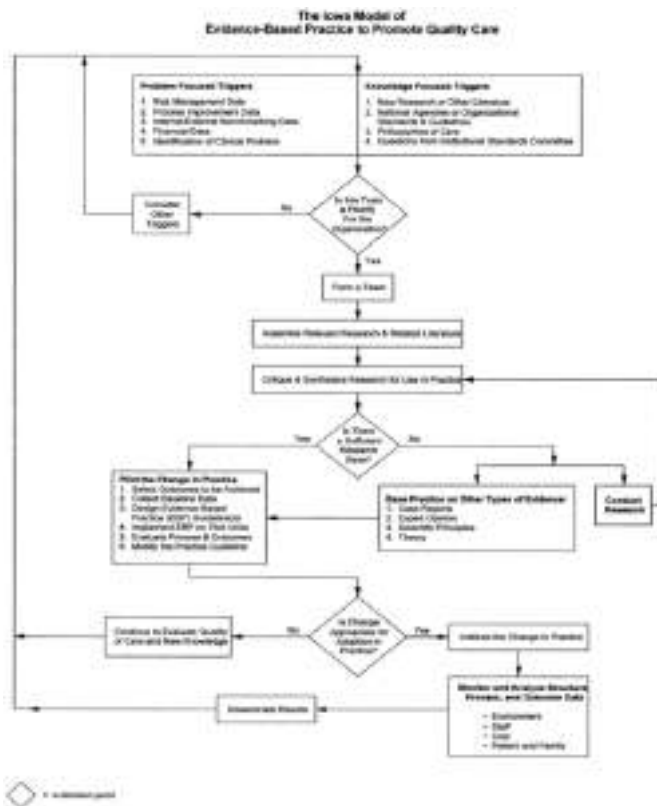 The Iowa Model of
Evidence-Based Practice to Promote Quality Care
Problem Focused Triggers
1. Risk Management Data
2. Process Improvement Data
3. Internal/External Benchmarking Data
4. Financial Data
5. Identification of Clinical Problem
Knowledge Focused Triggers
1. New Research or Other Literature
2. National Agencies or Organizational
Standards & Guidelines
3. Philosophies of Care
4. Questions from Institutional Standards Committee
Consider
Other
Triggers
No
Is this Topic
a Priority
For the
Organization?
Yes
Form a Team
Assemble Relevant Research & Related Literature
Critique & Synthesize Research for Use in Practice
Yes
Is There
a Sufficient
Research
Base?
No
Pilot the Change in Practice
1. Select Outcomes to be Achieved
2. Collect Baseline Data
3. Design Evidence-Based
Practice (EBP) Guideline(s)
4. Implement EBP on Pilot Units
5. Evaluate Process & Outcomes
6. Modify the Practice Guideline
Base Practice on Other Types of Evidence:
1. Case Reports
2. Expert Opinion
3. Scientific Principles
4. Theory
Conduct
Research
Continue to Evaluate Quality
of Care and New Knowledge
No
Is Change
Appropriate for
Adoption in
Practice?
Yes
Institute the Change in Practice
Monitor and Analyze Structure,
Process, and Outcome Data
• Environment
• Staff
• Cost
• Patient and Family
Disseminate Results
= a decision point